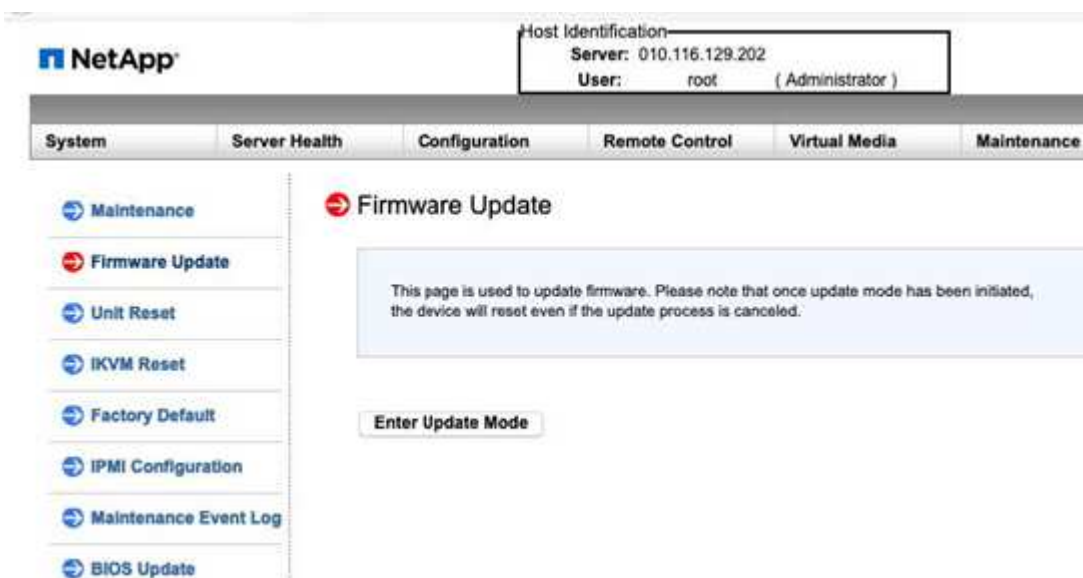 Host Identification
NetApp
Server: 010.116.129.202
User: root ( Administrator )
System Server Health Configuration Remote Control Virtual Media Maintenance
Maintenance
Firmware Update
Unit Reset
IKVM Reset
Factory Default
IPMI Configuration
Maintenance Event Log
BIOS Update
Firmware Update
This page is used to update firmware. Please note that once update mode has been initiated,
the device will reset even if the update process is canceled.
Enter Update Mode